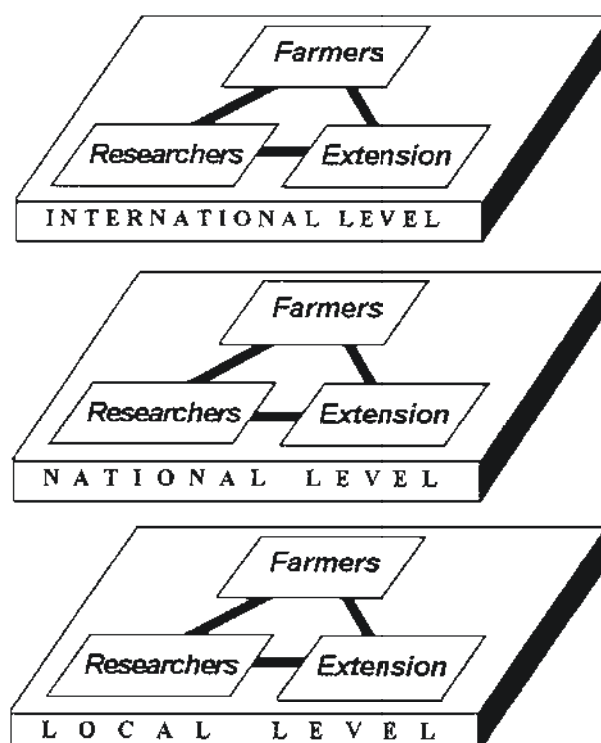 Farmers
Researchers Extension
INTERNATIONAL LEVEL
Farmers
Researchers Extension
NATIONAL LEVEL
Farmers
Researchers Extension
LOCAL LEVEL